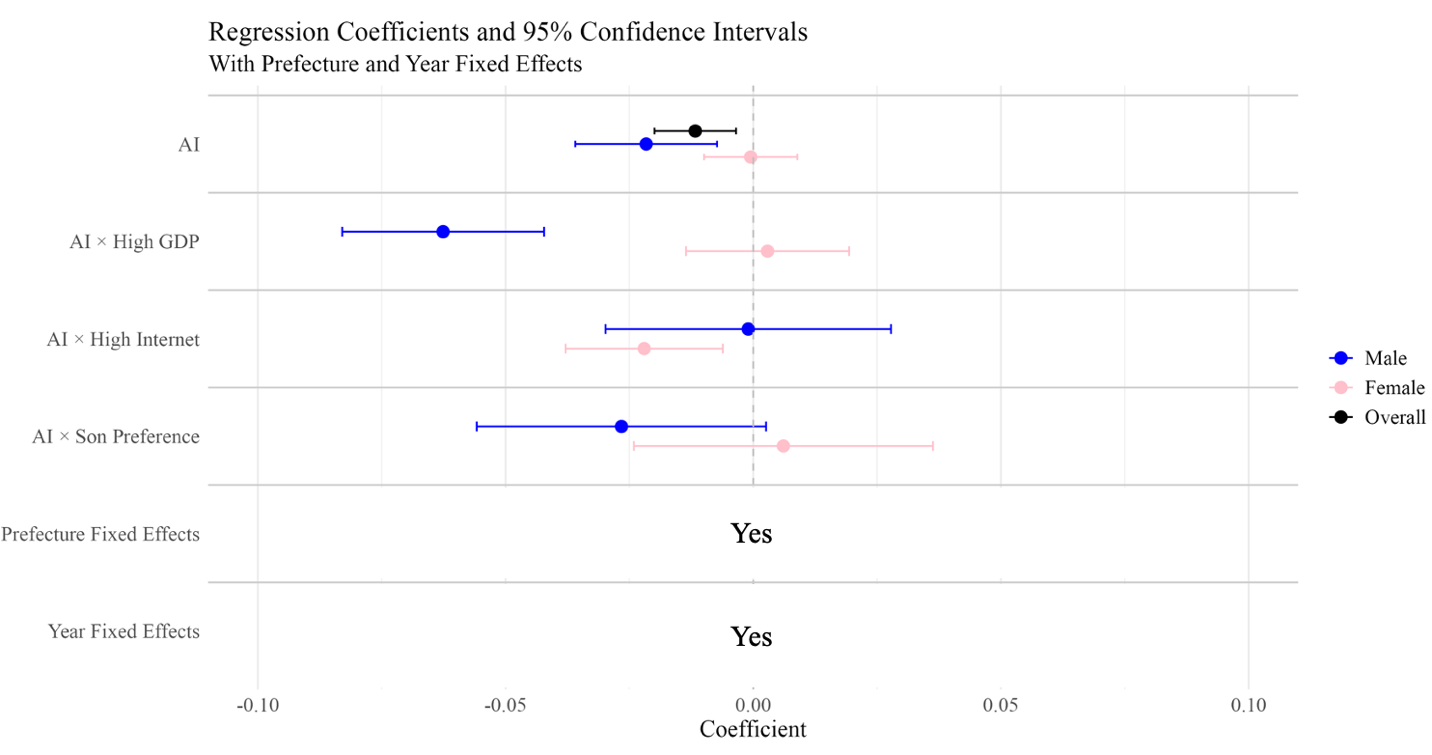 Regression Coefficients and 95% Confidence Intervals
With Prefecture and Year Fixed Effects
AI
AI × High GDP
AI × High Internet
AI × Son Preference
Prefecture Fixed Effects
Yes
Year Fixed Effects
Yes
-0.10
-0.05
0.00
0.05
0.10
Coefficient
Male
Female
Overall